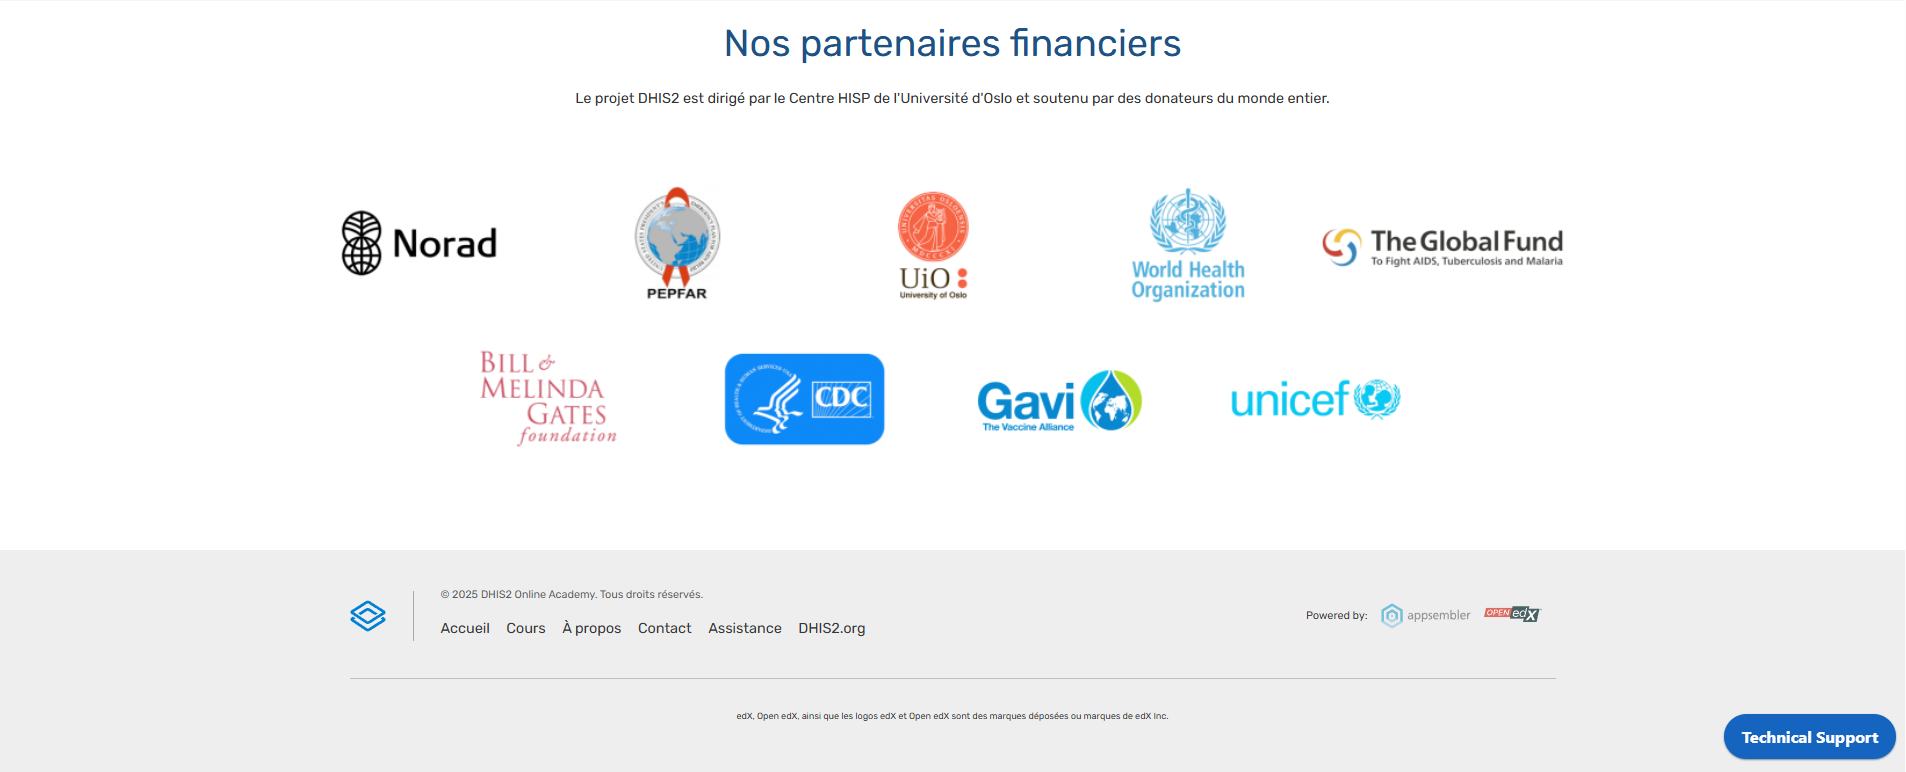 Nos partenaires financiers
Le projet DHIS2 est dirigé par le Centre HISP de l'Université d'Oslo et soutenu par des donateurs du monde entier.
Norad
PEPFAR
UNIVERSITAS OSLOENSIS
MDCCCXI
UiO:
University of Oslo
World Health
Organization
The Global Fund
To Fight AIDS, Tuberculosis and Malaria
BILL &
MELINDA
GATES
foundation
CDC
Gavi
The Vaccine Alliance
unicef
© 2025 DHIS2 Online Academy. Tous droits réservés.
Accueil Cours À propos Contact Assistance DHIS2.org
Powered by: appsembler OPEN edX
edX, Open edX, ainsi que les logos edX et Open edX sont des marques déposées ou marques de edX Inc.
Technical Support